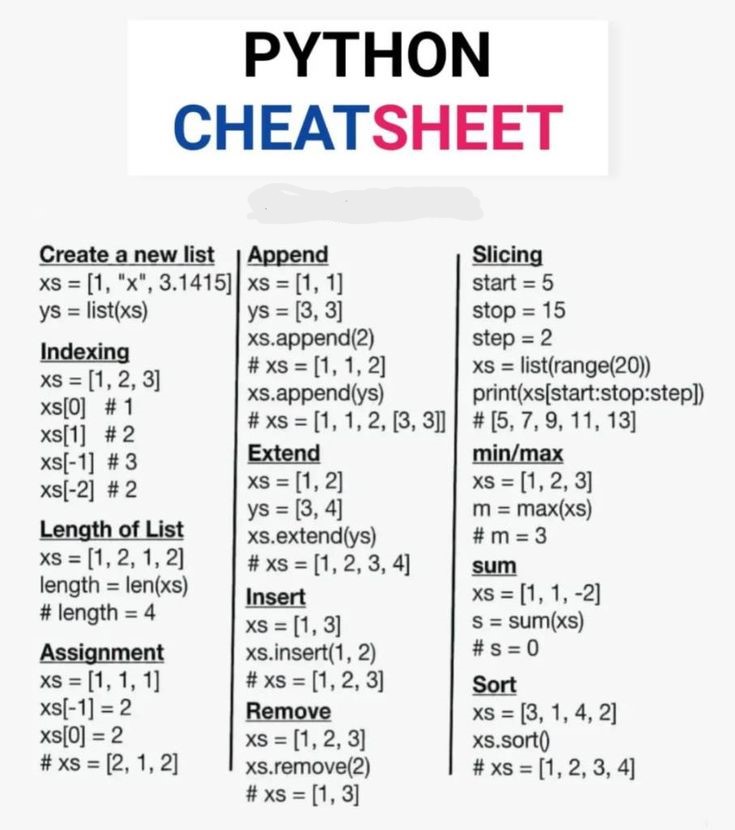 PYTHON
CHEATSHEET
Create a new list
xs = [1, "x", 3.1415]
ys = list(xs)
Indexing
xs = [1, 2, 3]
xs[0] # 1
xs[1] # 2
xs[-1] # 3
xs[-2] # 2
Length of List
xs = [1, 2, 1, 2]
length = len(xs)
# length = 4
Assignment
xs = [1, 1, 1]
xs[-1] = 2
xs[0] = 2
# xs = [2, 1, 2]
Append
xs = [1, 1]
ys = [3, 3]
xs.append(2)
# xs = [1, 1, 2]
xs.append(ys)
# xs = [1, 1, 2, [3, 3]]
Extend
xs = [1, 2]
ys = [3, 4]
xs.extend(ys)
# xs = [1, 2, 3, 4]
Insert
xs = [1, 3]
xs.insert(1, 2)
# xs = [1, 2, 3]
Remove
xs = [1, 2, 3]
xs.remove(2)
# xs = [1, 3]
Slicing
start = 5
stop = 15
step = 2
xs = list(range(20))
print(xs[start:stop:step])
# [5, 7, 9, 11, 13]
min/max
xs = [1, 2, 3]
m = max(xs)
# m = 3
sum
xs = [1, 1, -2]
s = sum(xs)
# s = 0
Sort
xs = [3, 1, 4, 2]
xs.sort()
# xs = [1, 2, 3, 4]